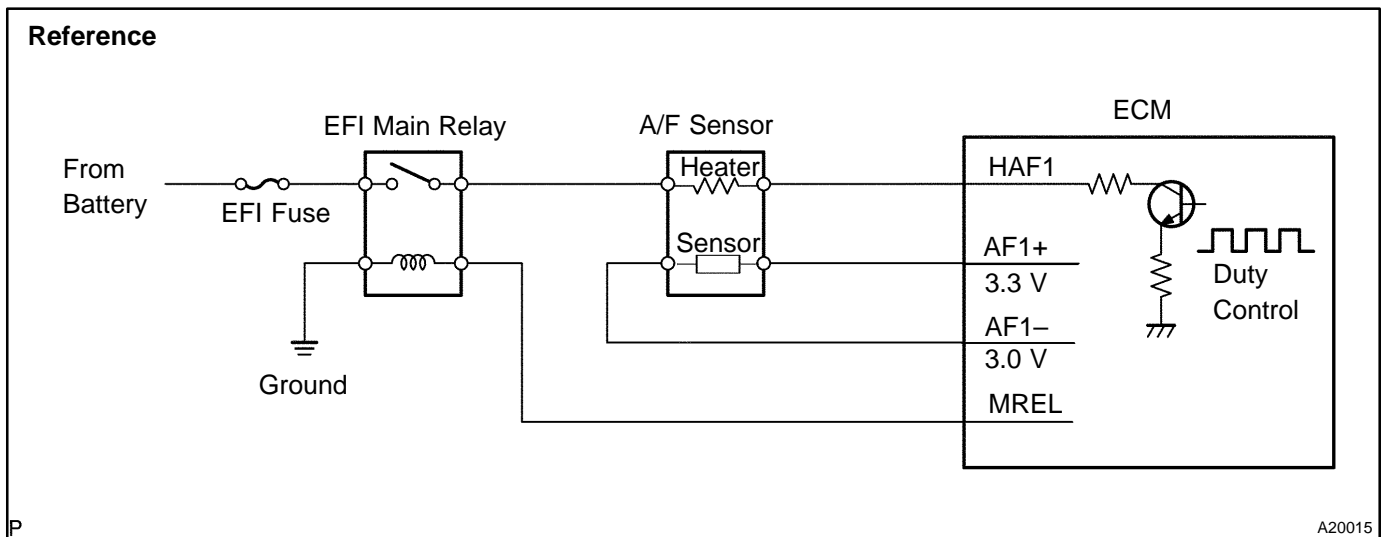 Reference
ECM
EFI Main Relay
A/F Sensor
From
Battery
EFI Fuse
Heater
HAF1
Sensor
AF1+
3.3 V
Duty
Control
AF1–
3.0 V
Ground
MREL
P
A20015